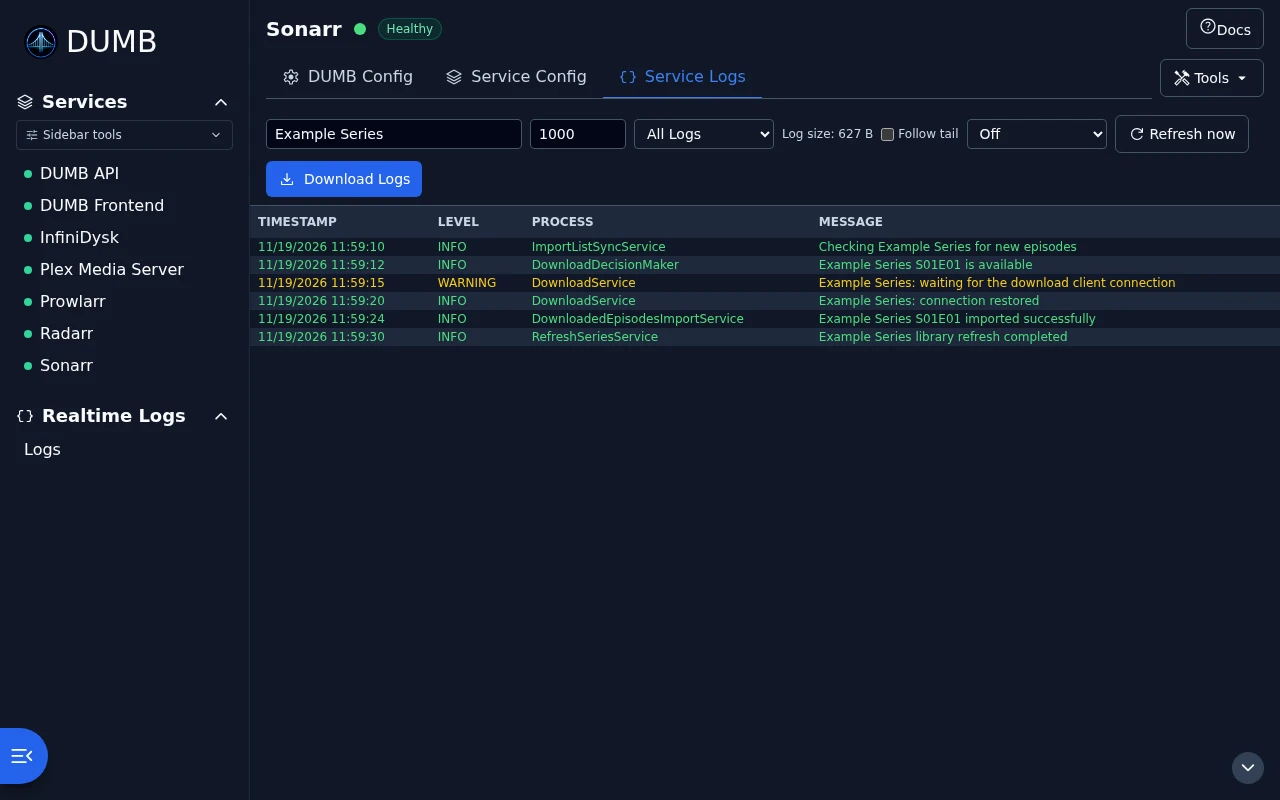 DUMB
Services
Sidebar tools
DUMB API
DUMB Frontend
InfiniDysk
Plex Media Server
Prowlarr
Radarr
Sonarr
Realtime Logs
Logs
Sonarr Healthy
Docs
DUMB Config Service Config Service Logs
Tools
Example Series 1000 All Logs Log size: 627 B Follow tail Off Refresh now
Download Logs
TIMESTAMP LEVEL PROCESS MESSAGE
11/19/2026 11:59:10 INFO ImportListSyncService Checking Example Series for new episodes
11/19/2026 11:59:12 INFO DownloadDecisionMaker Example Series S01E01 is available
11/19/2026 11:59:15 WARNING DownloadService Example Series: waiting for the download client connection
11/19/2026 11:59:20 INFO DownloadService Example Series: connection restored
11/19/2026 11:59:24 INFO DownloadedEpisodesImportService Example Series S01E01 imported successfully
11/19/2026 11:59:30 INFO RefreshSeriesService Example Series library refresh completed